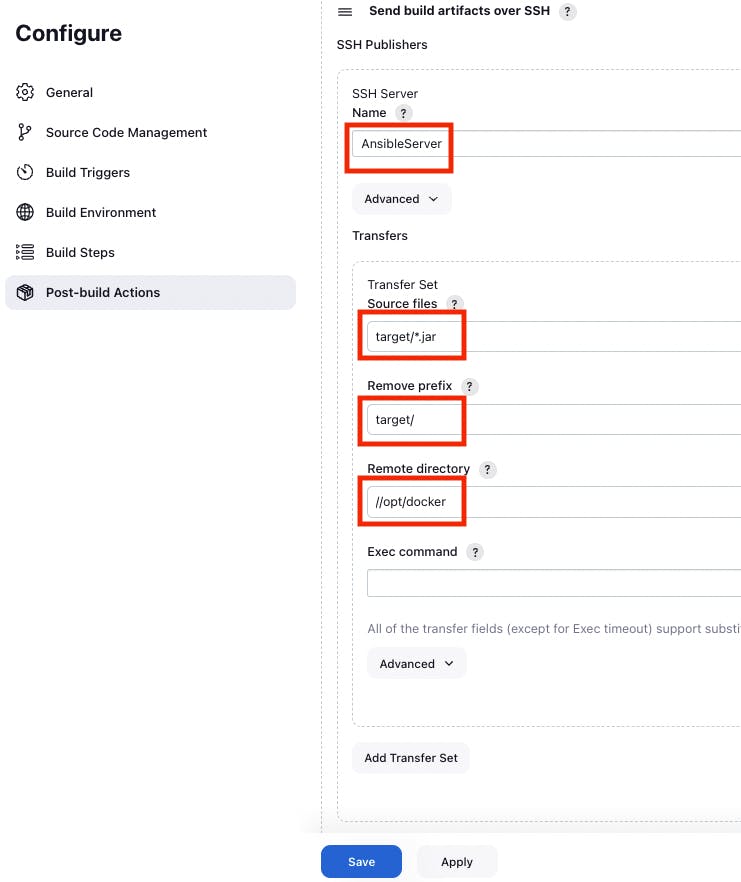 Configure
General
Source Code Management
Build Triggers
Build Environment
Build Steps
Post-build Actions
Send build artifacts over SSH ?
SSH Publishers
SSH Server
Name ?
AnsibleServer
Advanced
Transfers
Transfer Set
Source files ?
target/*.jar
Remove prefix ?
target/
Remote directory ?
//opt/docker
Exec command ?
All of the transfer fields (except for Exec timeout) support substi
Advanced
Add Transfer Set
Save Apply